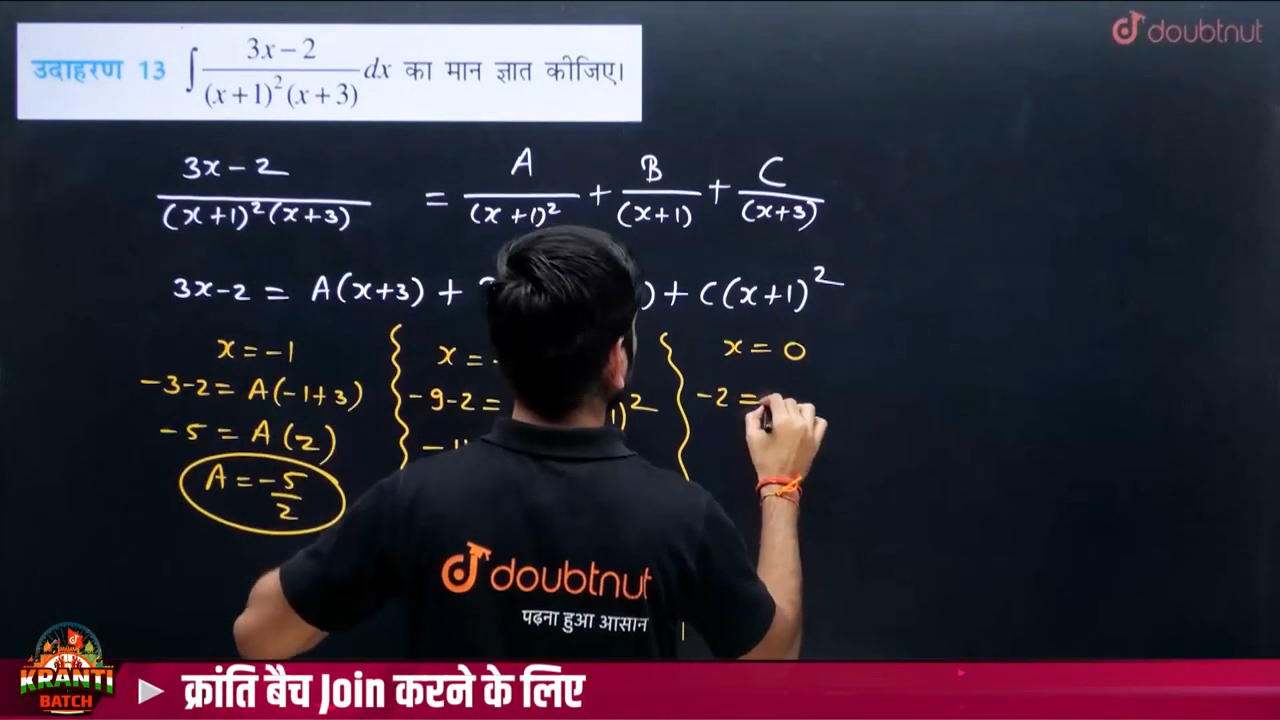 doubtnut
उदाहरण 13 ∫ 3x-2 / (x+1)²(x+3) dx का मान ज्ञात कीजिए।
3x-2 / (x+1)²(x+3) = A / (x+1)² + B / (x+1) + C / (x+3)
3x-2 = A(x+3) + ) + C(x+1)²
x = -1
-3-2 = A(-1+3)
-5 = A(2)
A = -5/2
x = -
-9-2 =
1)²
x = 0
-2 =
doubtnut
पढ़ना हुआ आसान
KRANTI
BATCH
क्रांति बैच Join करने के लिए